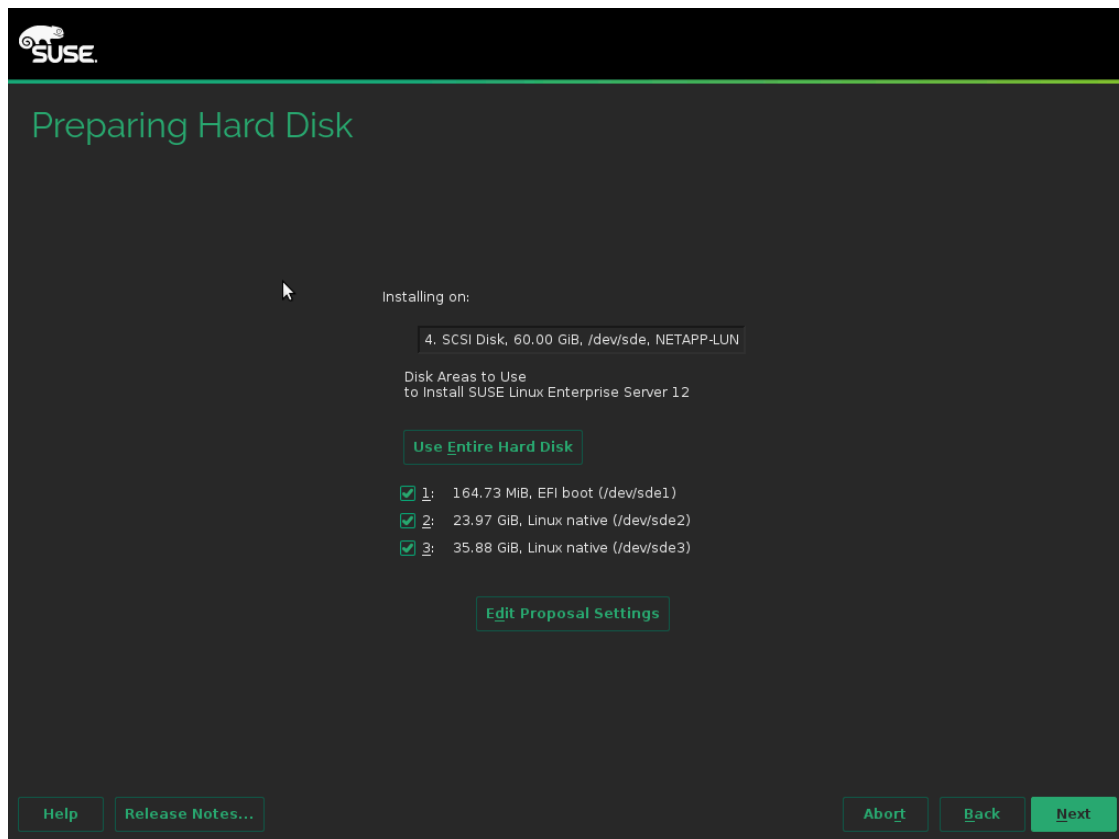 SUSE.
Preparing Hard Disk
Installing on:
4. SCSI Disk, 60.00 GiB, /dev/sde, NETAPP-LUN
Disk Areas to Use
to Install SUSE Linux Enterprise Server 12
Use Entire Hard Disk
1: 164.73 MiB, EFI boot (/dev/sde1)
2: 23.97 GiB, Linux native (/dev/sde2)
3: 35.88 GiB, Linux native (/dev/sde3)
Edit Proposal Settings
Help Release Notes... Abort Back Next